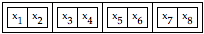 x₁ x₂ x₃ x₄ x₅ x₆ x₇ x₈